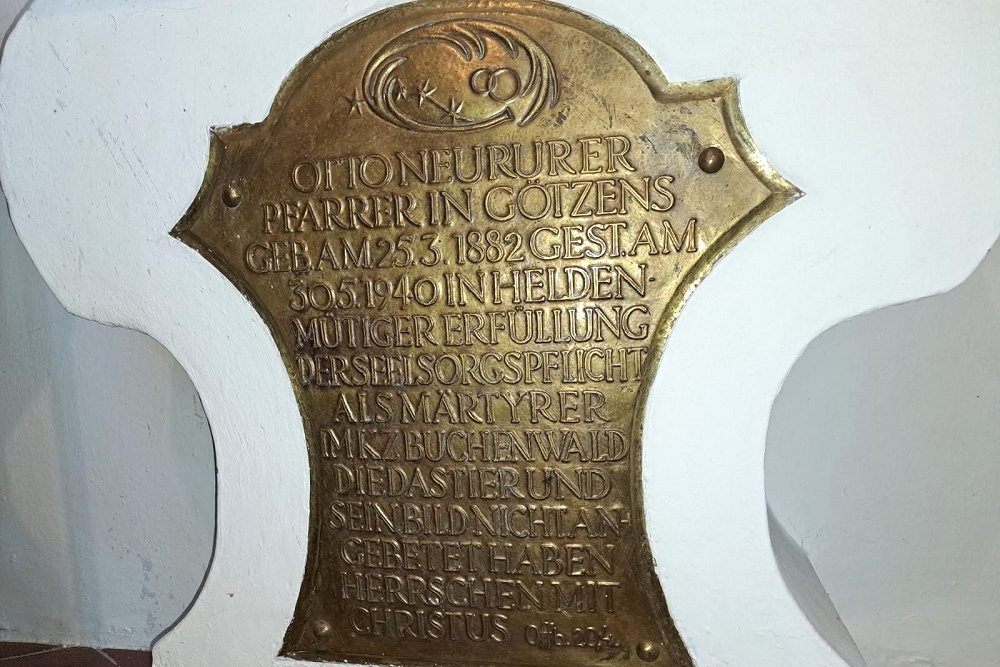 OTTO NEURURER
PFARRER IN GÖTZENS
GEB. AM 25.3.1882 GEST. AM
30.5.1940 IN HELDEN-
MÜTIGER ERFÜLLUNG
DER SEELSORGSPFLICHT
ALS MÄRTYRER
IM KZ BUCHENWALD
DIE DAS TIER UND
SEIN BILD NICHT AN-
GEBETET HABEN
HERRSCHEN MIT
CHRISTUS Offb. 20,4